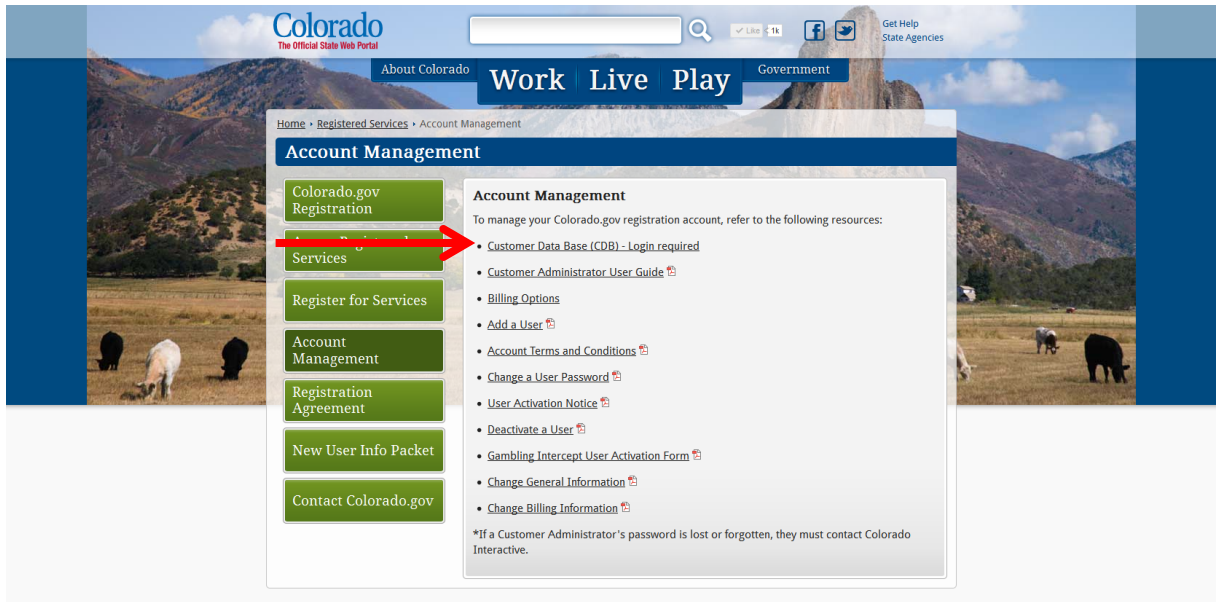 Colorado
The Official State Web Portal
Like
1k
Get Help
State Agencies
About Colorado
Work Live Play
Government
Home › Registered Services › Account Management
Account Management
Colorado.gov
Registration
Services
Register for Services
Account
Management
Registration
Agreement
New User Info Packet
Contact Colorado.gov
Account Management
To manage your Colorado.gov registration account, refer to the following resources:
• Customer Data Base (CDB) - Login required
• Customer Administrator User Guide
• Billing Options
• Add a User
• Account Terms and Conditions
• Change a User Password
• User Activation Notice
• Deactivate a User
• Gambling Intercept User Activation Form
• Change General Information
• Change Billing Information
*If a Customer Administrator's password is lost or forgotten, they must contact Colorado
Interactive.